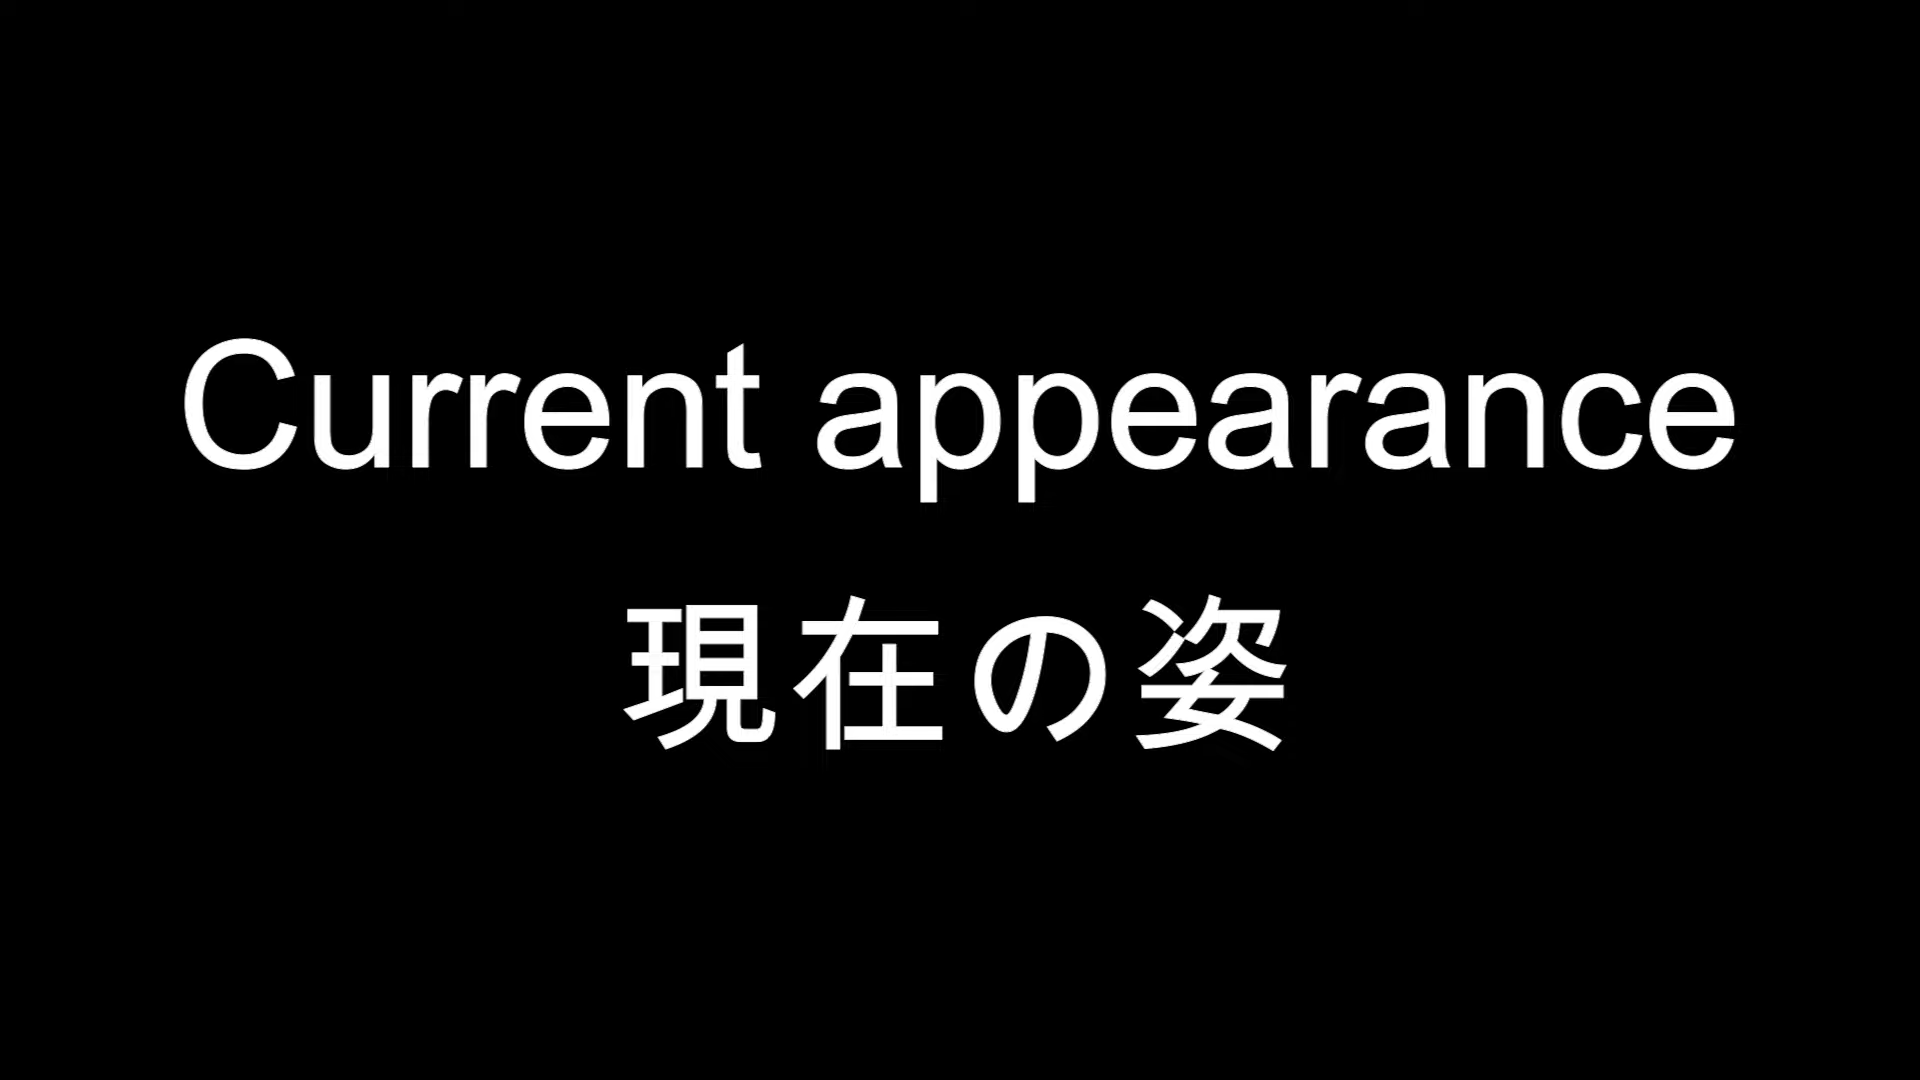 Current appearance
現在の姿